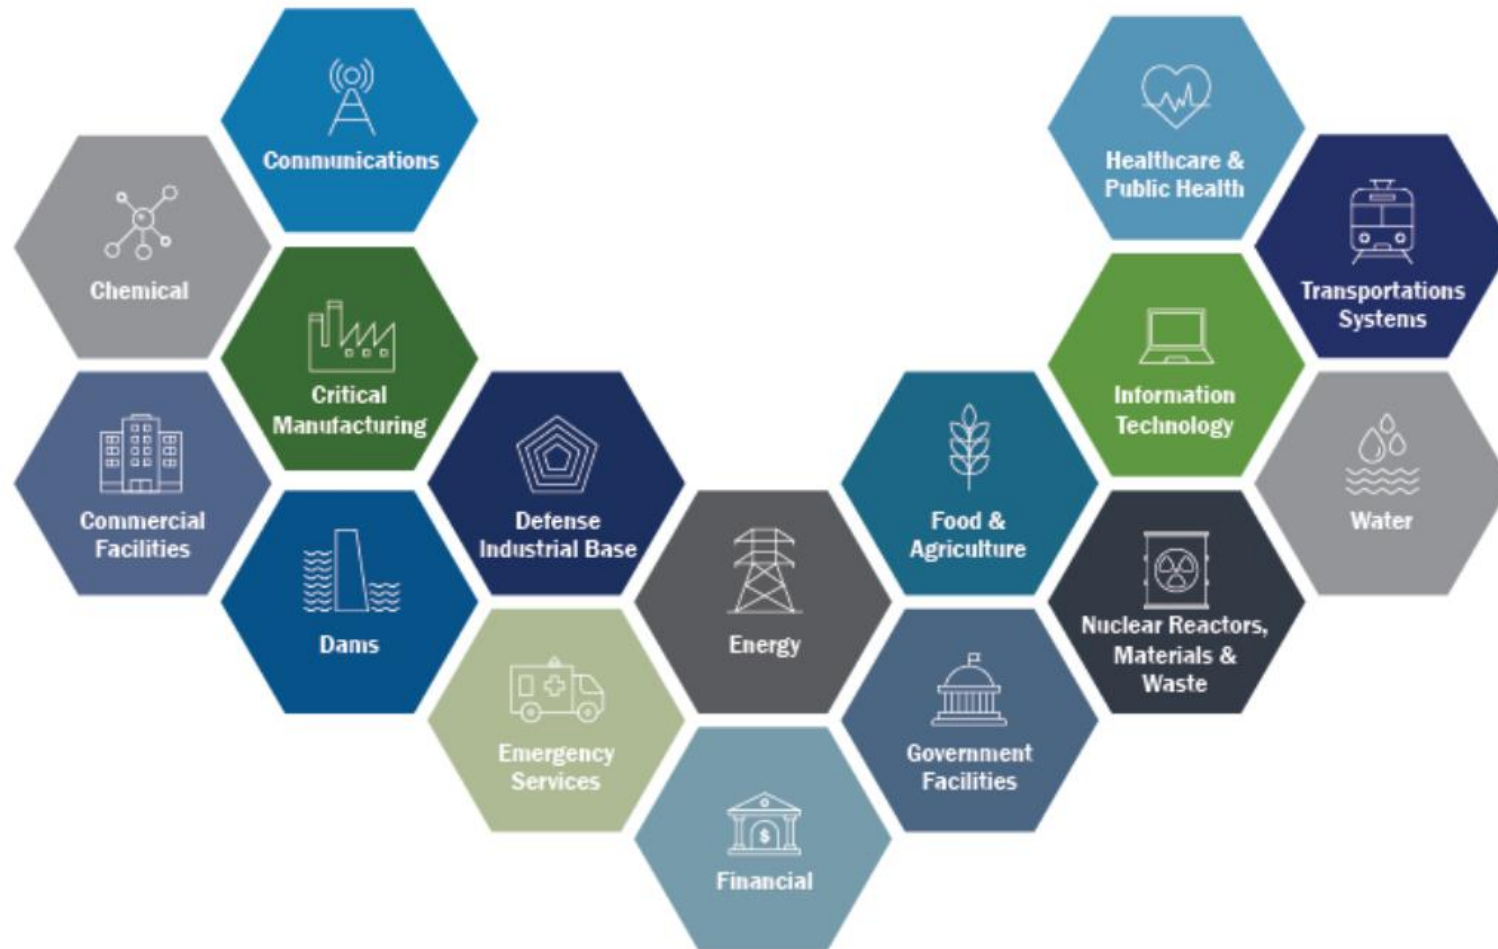 Communications
Healthcare &
Public Health
Chemical
Transportations
Systems
Critical
Manufacturing
Information
Technology
Commercial
Facilities
Defense
Industrial Base
Food &
Agriculture
Water
Dams
Energy
Nuclear Reactors,
Materials &
Waste
Emergency
Services
Government
Facilities
$
Financial